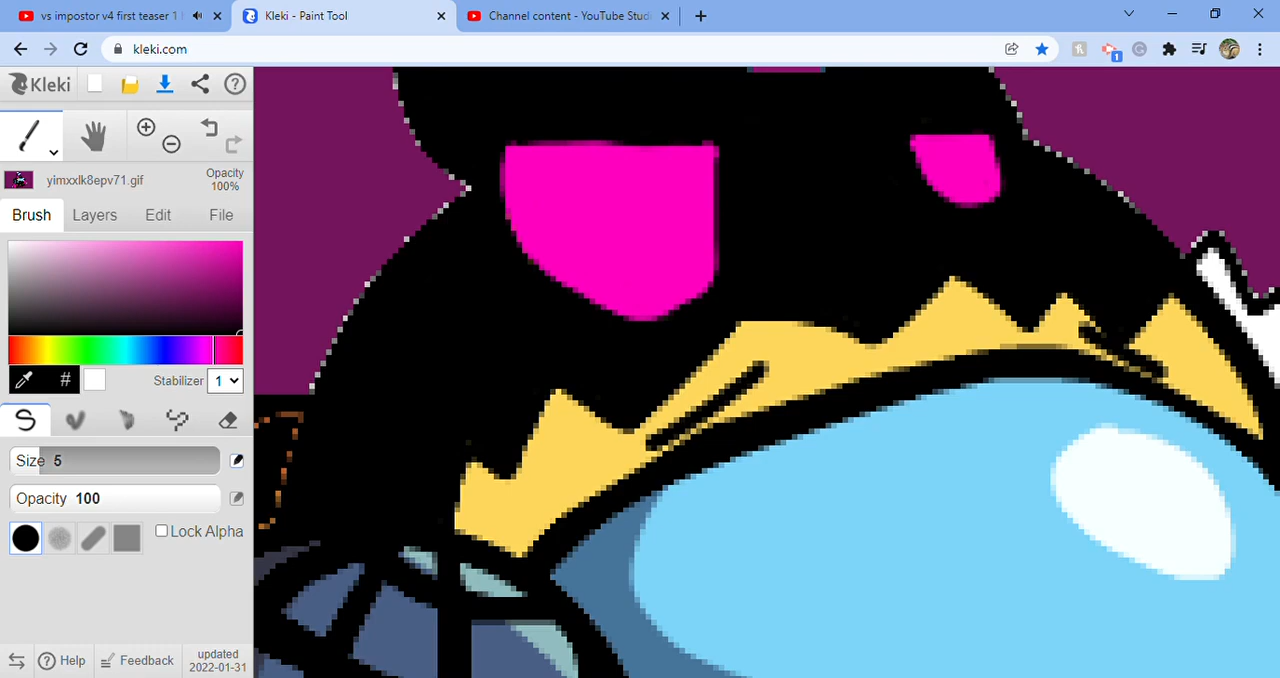 vs impostor v4 first teaser 1
Kleki - Paint Tool
Channel content - YouTube Stud
kleki.com
1
Kleki
yimxxlk8epv71.gif
Opacity
100%
Brush
Layers
Edit
File
#
Stabilizer
1
Size 5
Opacity 100
Lock Alpha
Help
Feedback
updated
2022-01-31